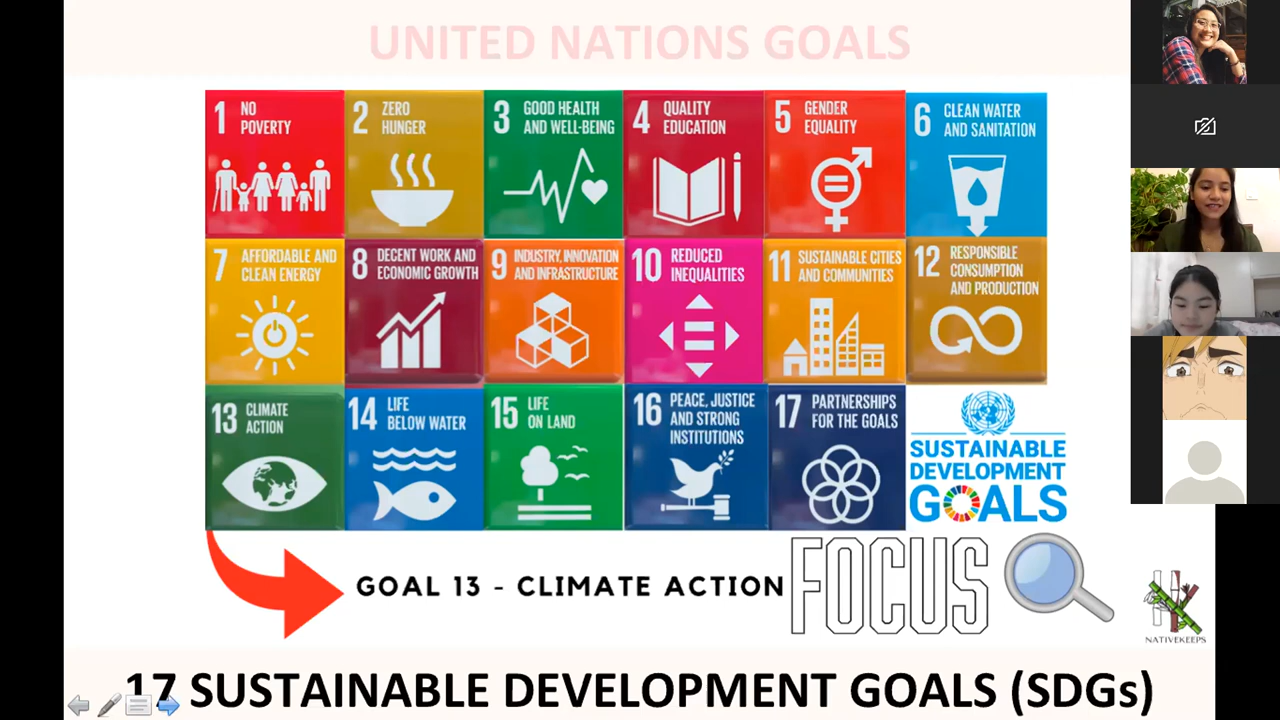 UNITED NATIONS GOALS
1 NO
POVERTY
2 ZERO
HUNGER
3 GOOD HEALTH
AND WELL-BEING
4 QUALITY
EDUCATION
5 GENDER
EQUALITY
6 CLEAN WATER
AND SANITATION
7 AFFORDABLE AND
CLEAN ENERGY
8 DECENT WORK AND
ECONOMIC GROWTH
9 INDUSTRY, INNOVATION
AND INFRASTRUCTURE
10 REDUCED
INEQUALITIES
11 SUSTAINABLE CITIES
AND COMMUNITIES
12 RESPONSIBLE
CONSUMPTION
AND PRODUCTION
13 CLIMATE
ACTION
14 LIFE
BELOW WATER
15 LIFE
ON LAND
16 PEACE, JUSTICE
AND STRONG
INSTITUTIONS
17 PARTNERSHIPS
FOR THE GOALS
SUSTAINABLE
DEVELOPMENT
GOALS
GOAL 13 - CLIMATE ACTION
FOCUS
NATIVEKEEPS
17 SUSTAINABLE DEVELOPMENT GOALS (SDGs)